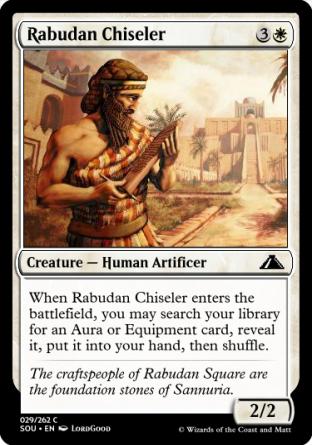 Rabudan Chiseler 3
Creature — Human Artificer
When Rabudan Chiseler enters the
battlefield, you may search your library
for an Aura or Equipment card, reveal
it, put it into your hand, then shuffle.
The craftspeople of Rabudan Square are
the foundation stones of Sannuria.
2/2
029/262 C
SOU • EN LordGood
© Wizards of the Coast and Matt